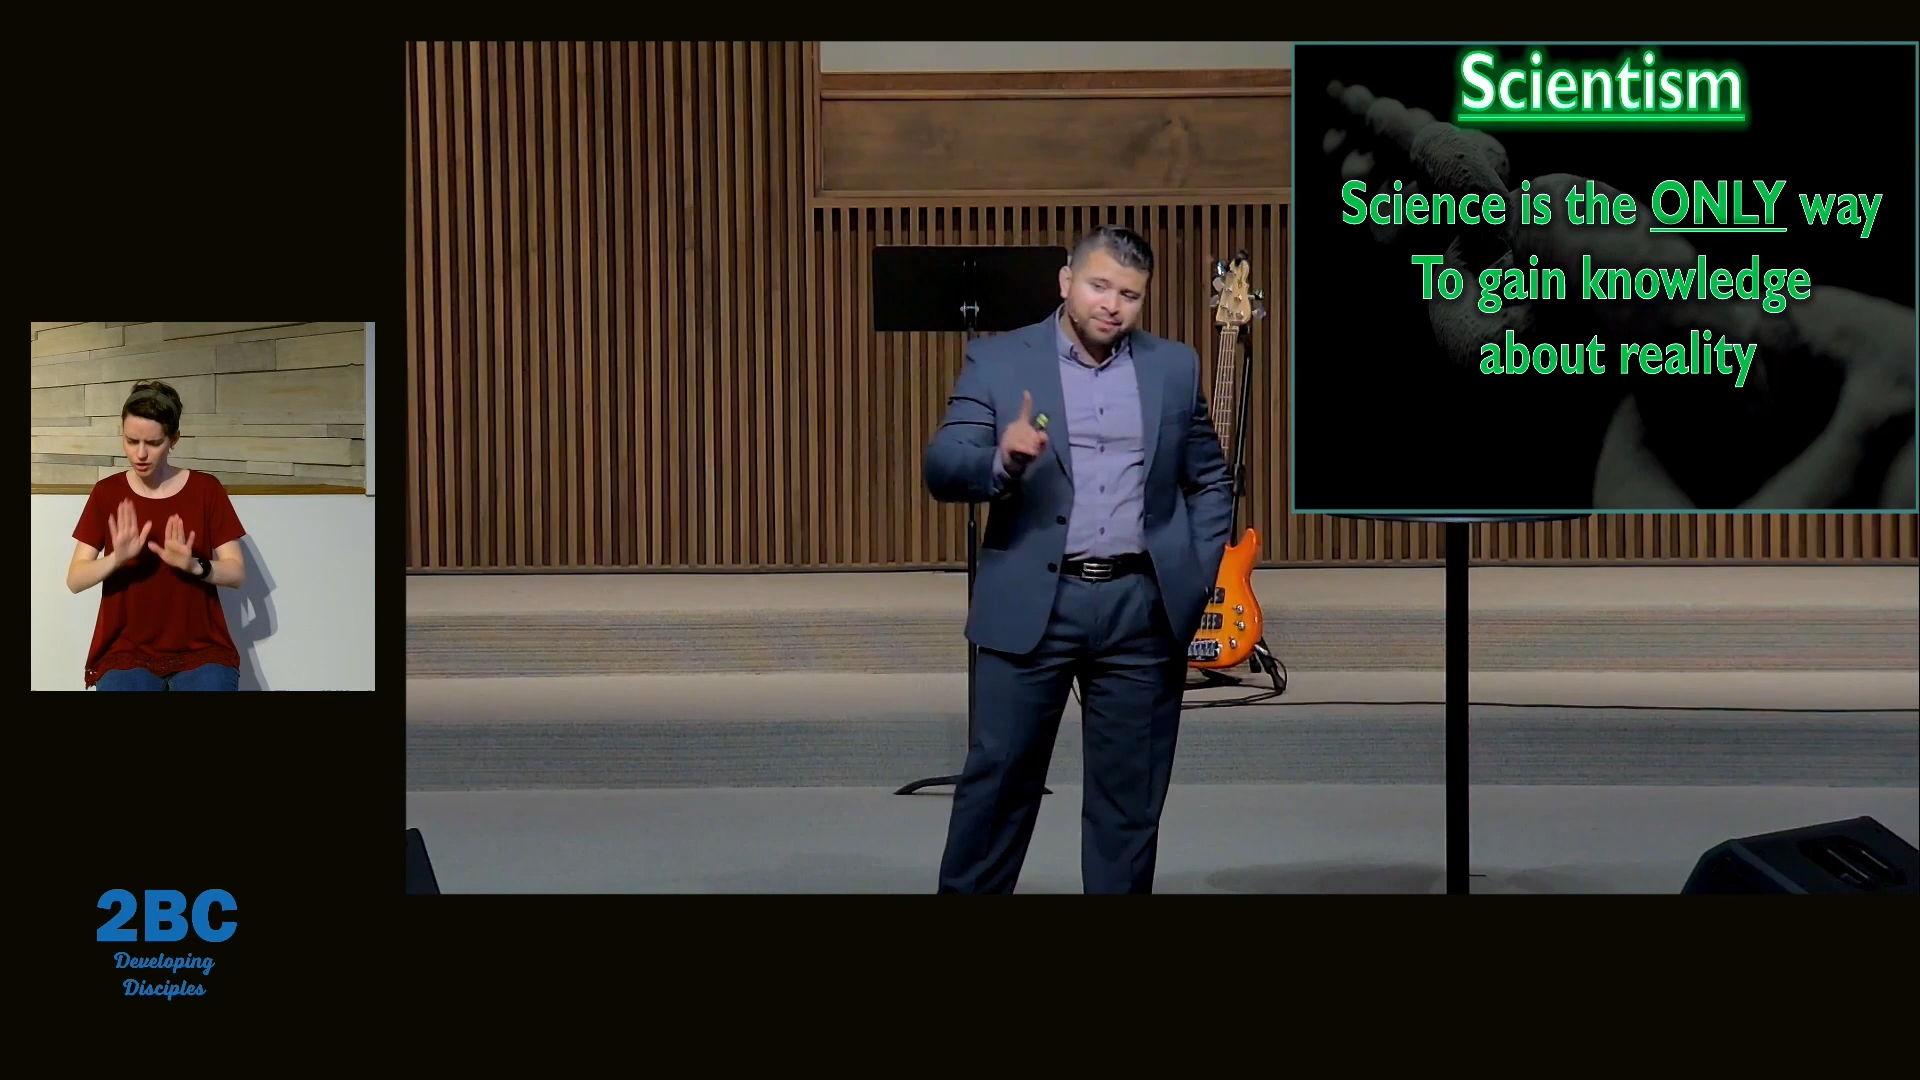 Scientism
Science is the ONLY way
To gain knowledge
about reality
2BC
Developing
Disciples